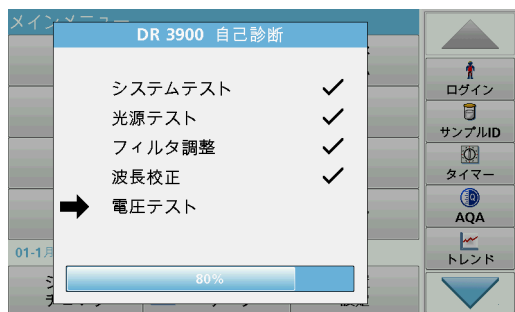 メインメニュー
DR 3900 自己診断
システムテスト
光源テスト
フィルタ調整
波長校正
電圧テスト
80%
01-1月
ログイン
サンプルID
タイマー
AQA
トレンド